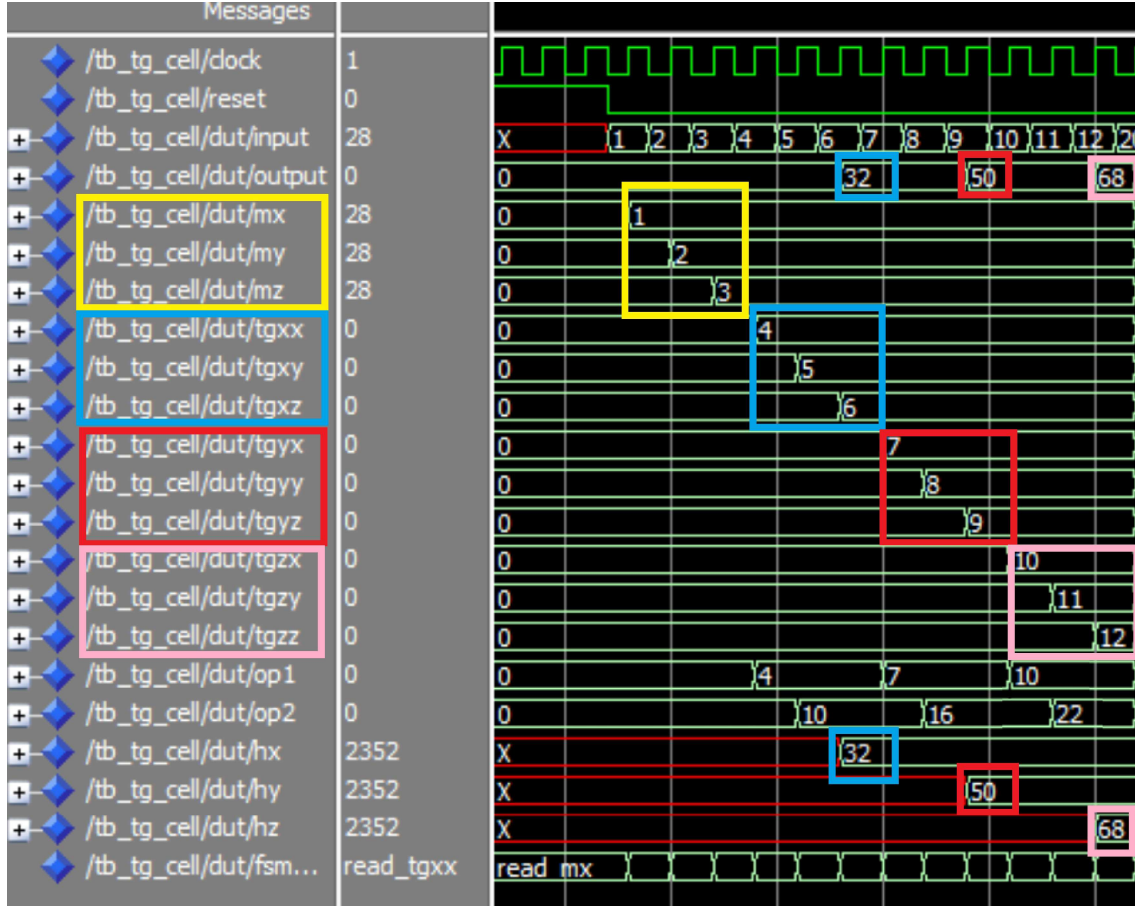 Messages
/tb_tg_cell/clock 1
/tb_tg_cell/reset 0
/tb_tg_cell/dut/input 28 X 1 2 3 4 5 6 7 8 9 10 11 12
/tb_tg_cell/dut/output 0 0 32 50 68
/tb_tg_cell/dut/mx 28 0 1
/tb_tg_cell/dut/my 28 0 2
/tb_tg_cell/dut/mz 28 0 3
/tb_tg_cell/dut/tgxx 0 0 4
/tb_tg_cell/dut/tgxy 0 0 5
/tb_tg_cell/dut/tgxz 0 0 6
/tb_tg_cell/dut/tgyx 0 0 7
/tb_tg_cell/dut/tgyy 0 0 8
/tb_tg_cell/dut/tgyz 0 0 9
/tb_tg_cell/dut/tgzx 0 0 10
/tb_tg_cell/dut/tgzy 0 0 11
/tb_tg_cell/dut/tgzz 0 0 12
/tb_tg_cell/dut/op1 0 0 4 7 10
/tb_tg_cell/dut/op2 0 0 10 16 22
/tb_tg_cell/dut/hx 2352 X 32
/tb_tg_cell/dut/hy 2352 X 50
/tb_tg_cell/dut/hz 2352 X 68
/tb_tg_cell/dut/fsm... read_tgxx read_mx